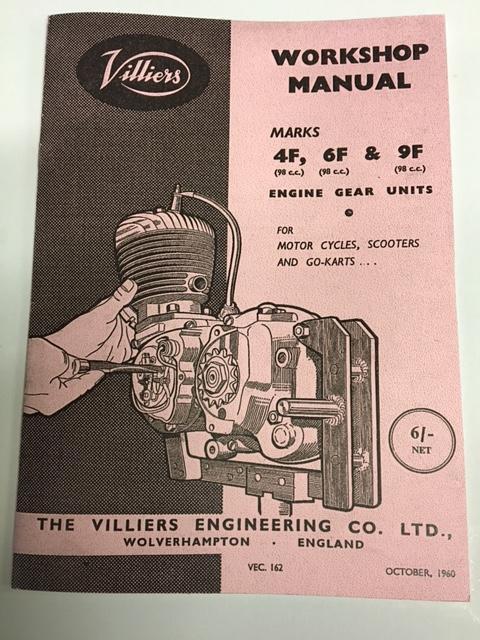 Villiers
WORKSHOP
MANUAL
MARKS
4F, 6F & 9F
(98 c.c.) (98 c.c.) (98 c.c.)
ENGINE GEAR UNITS
FOR
MOTOR CYCLES, SCOOTERS
AND GO-KARTS ...
6/-
NET
THE VILLIERS ENGINEERING CO. LTD.,
WOLVERHAMPTON · ENGLAND
VEC. 162
OCTOBER, 1960